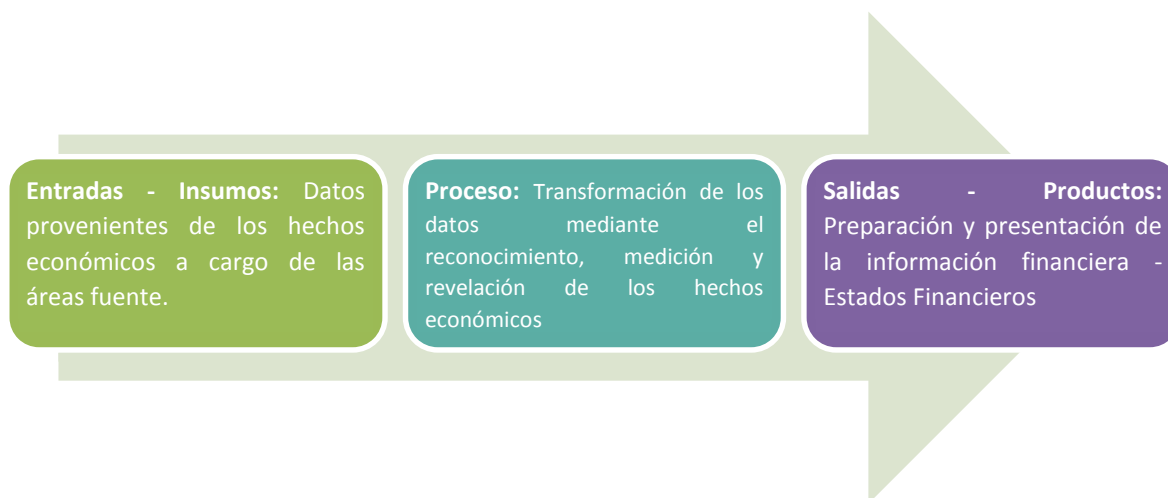 Entradas - Insumos: Datos
provenientes de los hechos
económicos a cargo de las
áreas fuente.
Proceso: Transformación de los
datos mediante el
reconocimiento, medición y
revelación de los hechos
económicos
Salidas - Productos:
Preparación y presentación de
la información financiera -
Estados Financieros